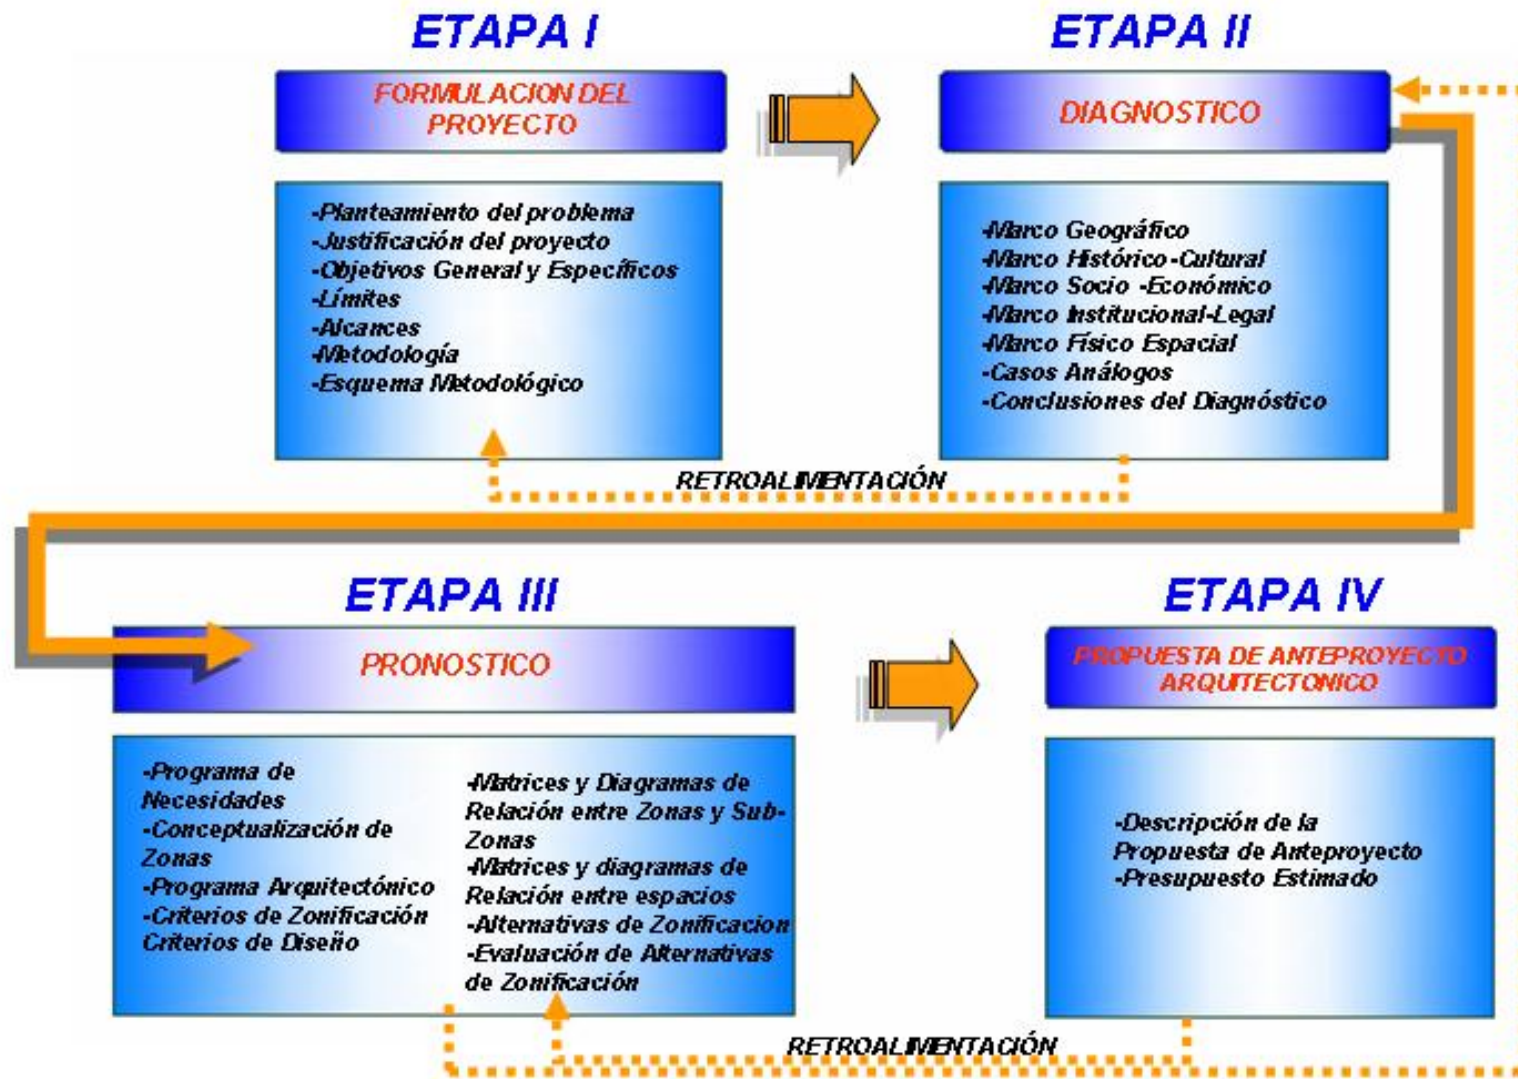 ETAPA I
FORMULACION DEL
PROYECTO
-Planteamiento del problema
-Justificación del proyecto
-Objetivos General y Específicos
-Límites
-Alcances
-Metodología
-Esquema Metodológico
ETAPA II
DIAGNOSTICO
-Marco Geográfico
-Marco Histórico-Cultural
-Marco Socio -Económico
-Marco Institucional-Legal
-Marco Físico Espacial
-Casos Análogos
-Conclusiones del Diagnóstico
RETROALIMENTACIÓN
ETAPA III
PRONOSTICO
-Programa de
Necesidades
-Conceptualización de
Zonas
-Programa Arquitectónico
-Criterios de Zonificación
Criterios de Diseño
-Matrices y Diagramas de
Relación entre Zonas y Sub-
Zonas
-Matrices y diagramas de
Relación entre espacios
-Alternativas de Zonificacion
-Evaluación de Alternativas
de Zonificación
ETAPA IV
PROPUESTA DE ANTEPROYECTO
ARQUITECTONICO
-Descripción de la
Propuesta de Anteproyecto
-Presupuesto Estimado
RETROALIMENTACIÓN